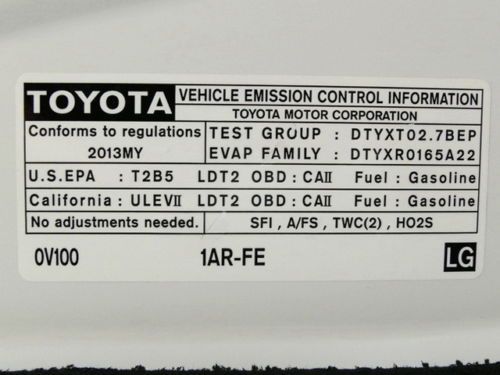 TOYOTA
VEHICLE EMISSION CONTROL INFORMATION
TOYOTA MOTOR CORPORATION
Conforms to regulations
2013MY
TEST GROUP : DTYXT02.7BEP
EVAP FAMILY : DTYXR0165A22
U.S.EPA : T2B5 LDT2 OBD : CAII Fuel : Gasoline
California : ULEVII LDT2 OBD : CAII Fuel : Gasoline
No adjustments needed.
SFI , A/FS , TWC(2) , HO2S
0V100 1AR-FE LG